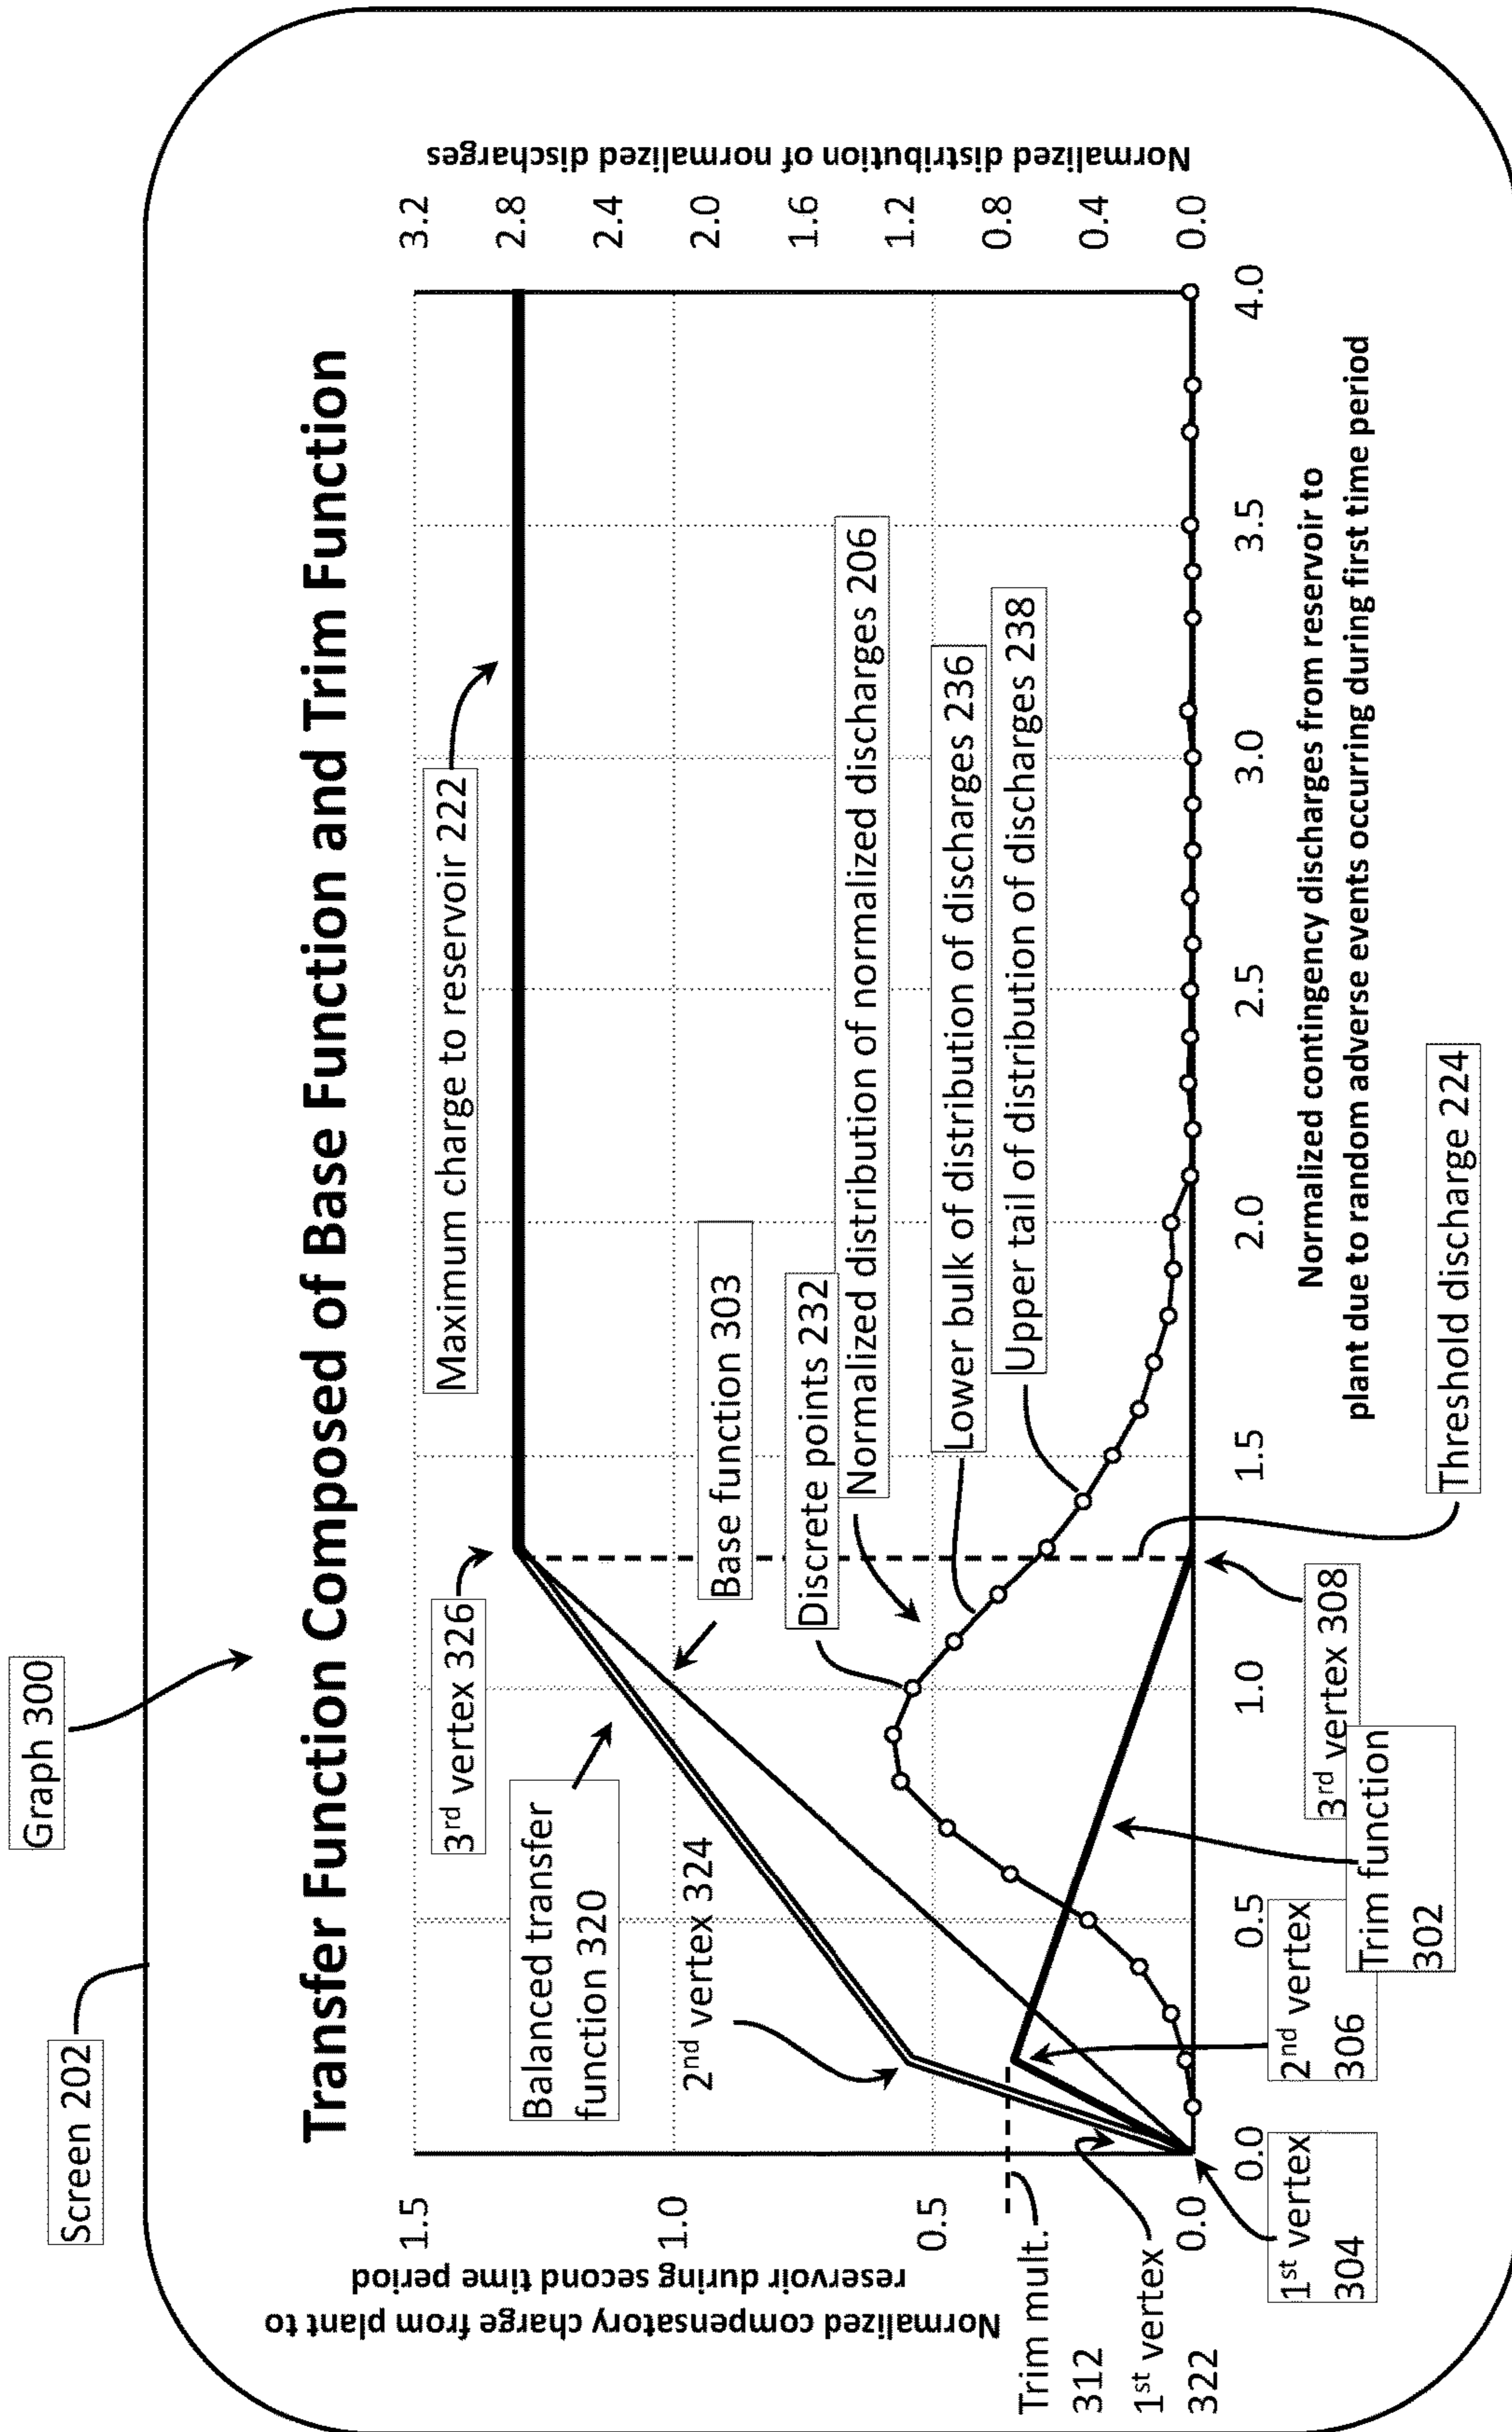 Graph 300
Screen 202
Transfer Function Composed of Base Function and Trim Function
Normalized compensatory charge from plant to
reservoir during second time period
1.5
1.0
0.5
0.0
Normalized distribution of normalized discharges
3.2
2.8
2.4
2.0
1.6
1.2
0.8
0.4
0.0
3rd vertex 326
Maximum charge to reservoir 222
Balanced transfer
function 320
Base function 303
2nd vertex 324
Discrete points 232
Normalized distribution of normalized discharges 206
Lower bulk of distribution of discharges 236
Upper tail of distribution of discharges 238
Trim mult.
312
1st vertex
322
0.0
0.5
1.0
1.5
2.0
2.5
3.0
3.5
4.0
1st vertex
304
2nd vertex
306
3rd vertex 308
Trim function
302
Normalized contingency discharges from reservoir to
plant due to random adverse events occurring during first time period
Threshold discharge 224